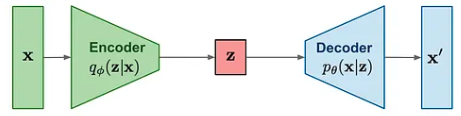 x
Encoder
qϕ(z|x)
z
Decoder
pθ(x|z)
x′